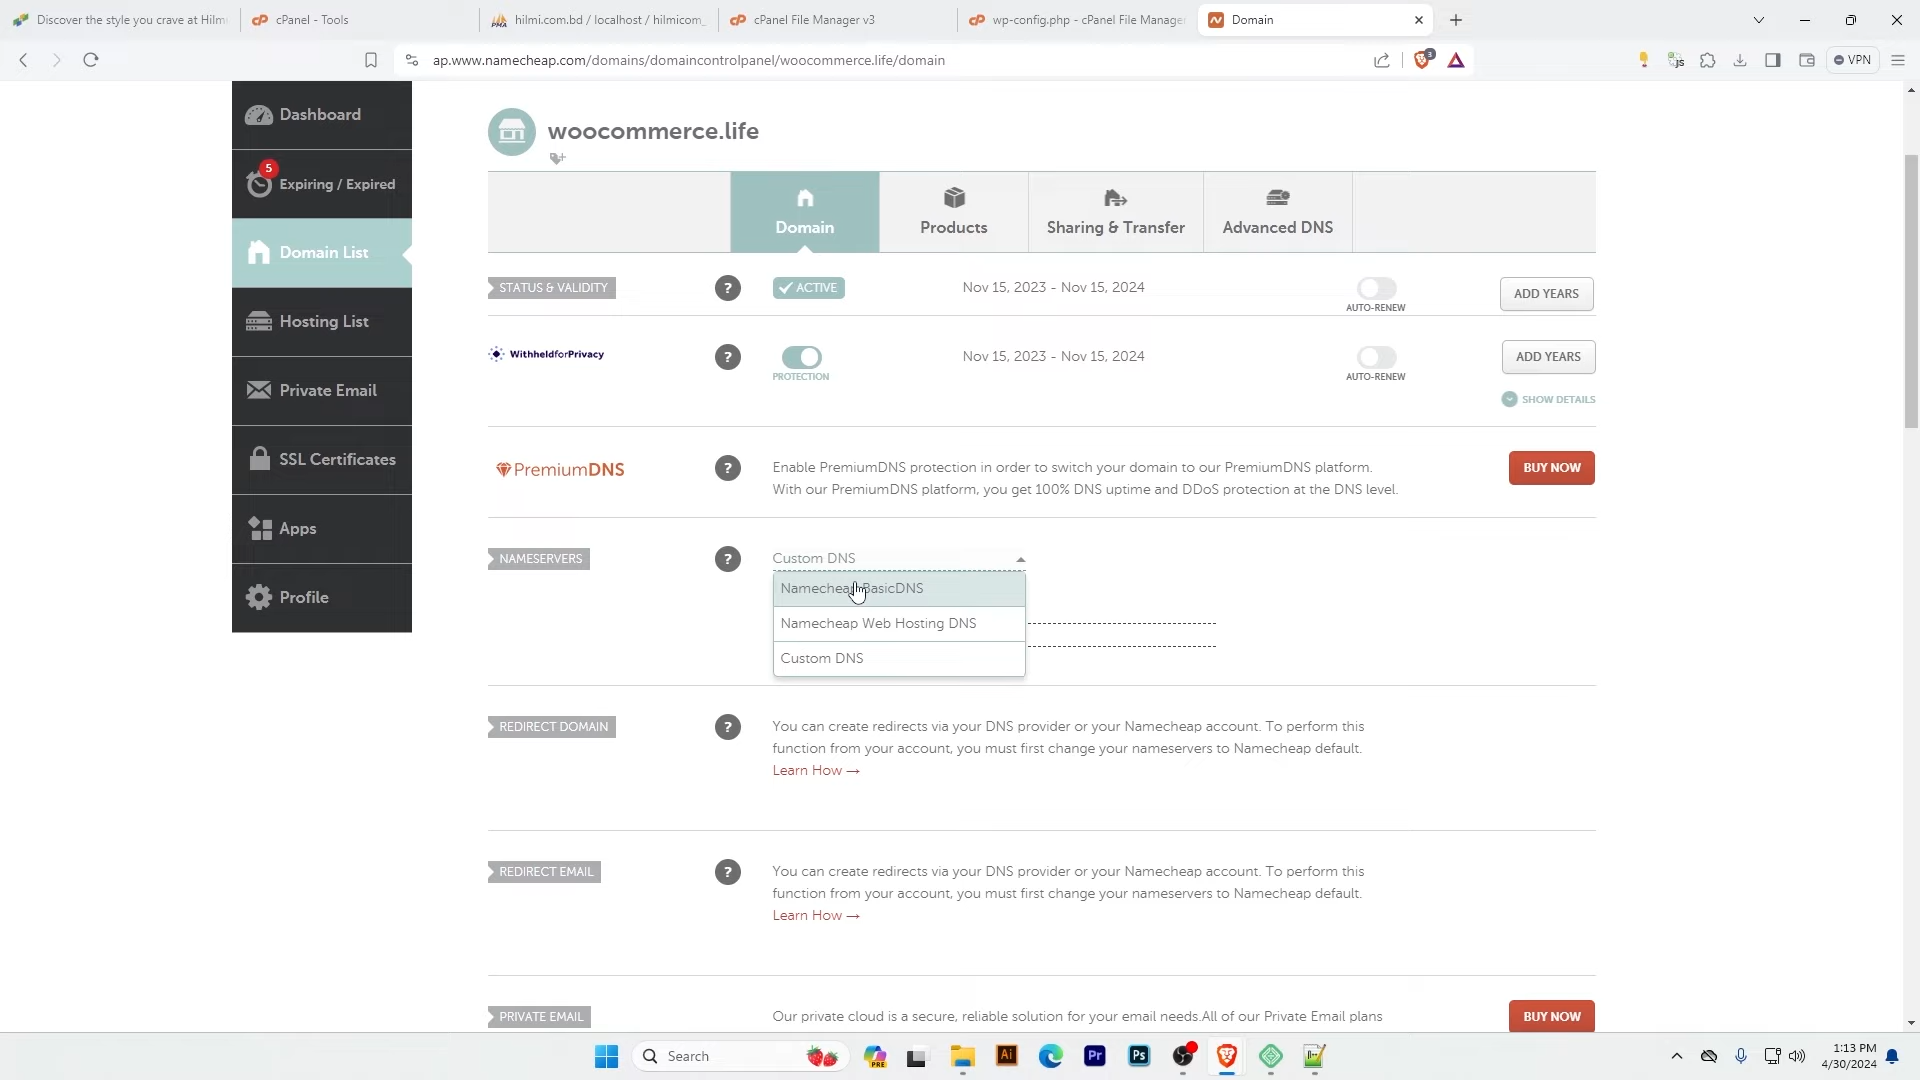 Discover the style you crave at Hilmi
cPanel - Tools
hilmi.com.bd / localhost / hilmicom_
cPanel File Manager v3
wp-config.php - cPanel File Manager
Domain
ap.www.namecheap.com/domains/domaincontrolpanel/woocommerce.life/domain
3
VPN
Dashboard
5
Expiring / Expired
Domain List
Hosting List
Private Email
SSL Certificates
Apps
Profile
woocommerce.life
Domain
Products
Sharing & Transfer
Advanced DNS
STATUS & VALIDITY
?
ACTIVE
Nov 15, 2023 - Nov 15, 2024
AUTO-RENEW
ADD YEARS
WithheldforPrivacy
?
PROTECTION
Nov 15, 2023 - Nov 15, 2024
AUTO-RENEW
ADD YEARS
SHOW DETAILS
PremiumDNS
?
Enable PremiumDNS protection in order to switch your domain to our PremiumDNS platform.
With our PremiumDNS platform, you get 100% DNS uptime and DDoS protection at the DNS level.
BUY NOW
NAMESERVERS
?
Custom DNS
Namecheap BasicDNS
Namecheap Web Hosting DNS
Custom DNS
REDIRECT DOMAIN
?
You can create redirects via your DNS provider or your Namecheap account. To perform this
function from your account, you must first change your nameservers to Namecheap default.
Learn How →
REDIRECT EMAIL
?
You can create redirects via your DNS provider or your Namecheap account. To perform this
function from your account, you must first change your nameservers to Namecheap default.
Learn How →
PRIVATE EMAIL
Our private cloud is a secure, reliable solution for your email needs.All of our Private Email plans
BUY NOW
Search
PRE
Ai
Pr
Ps
1:13 PM
4/30/2024